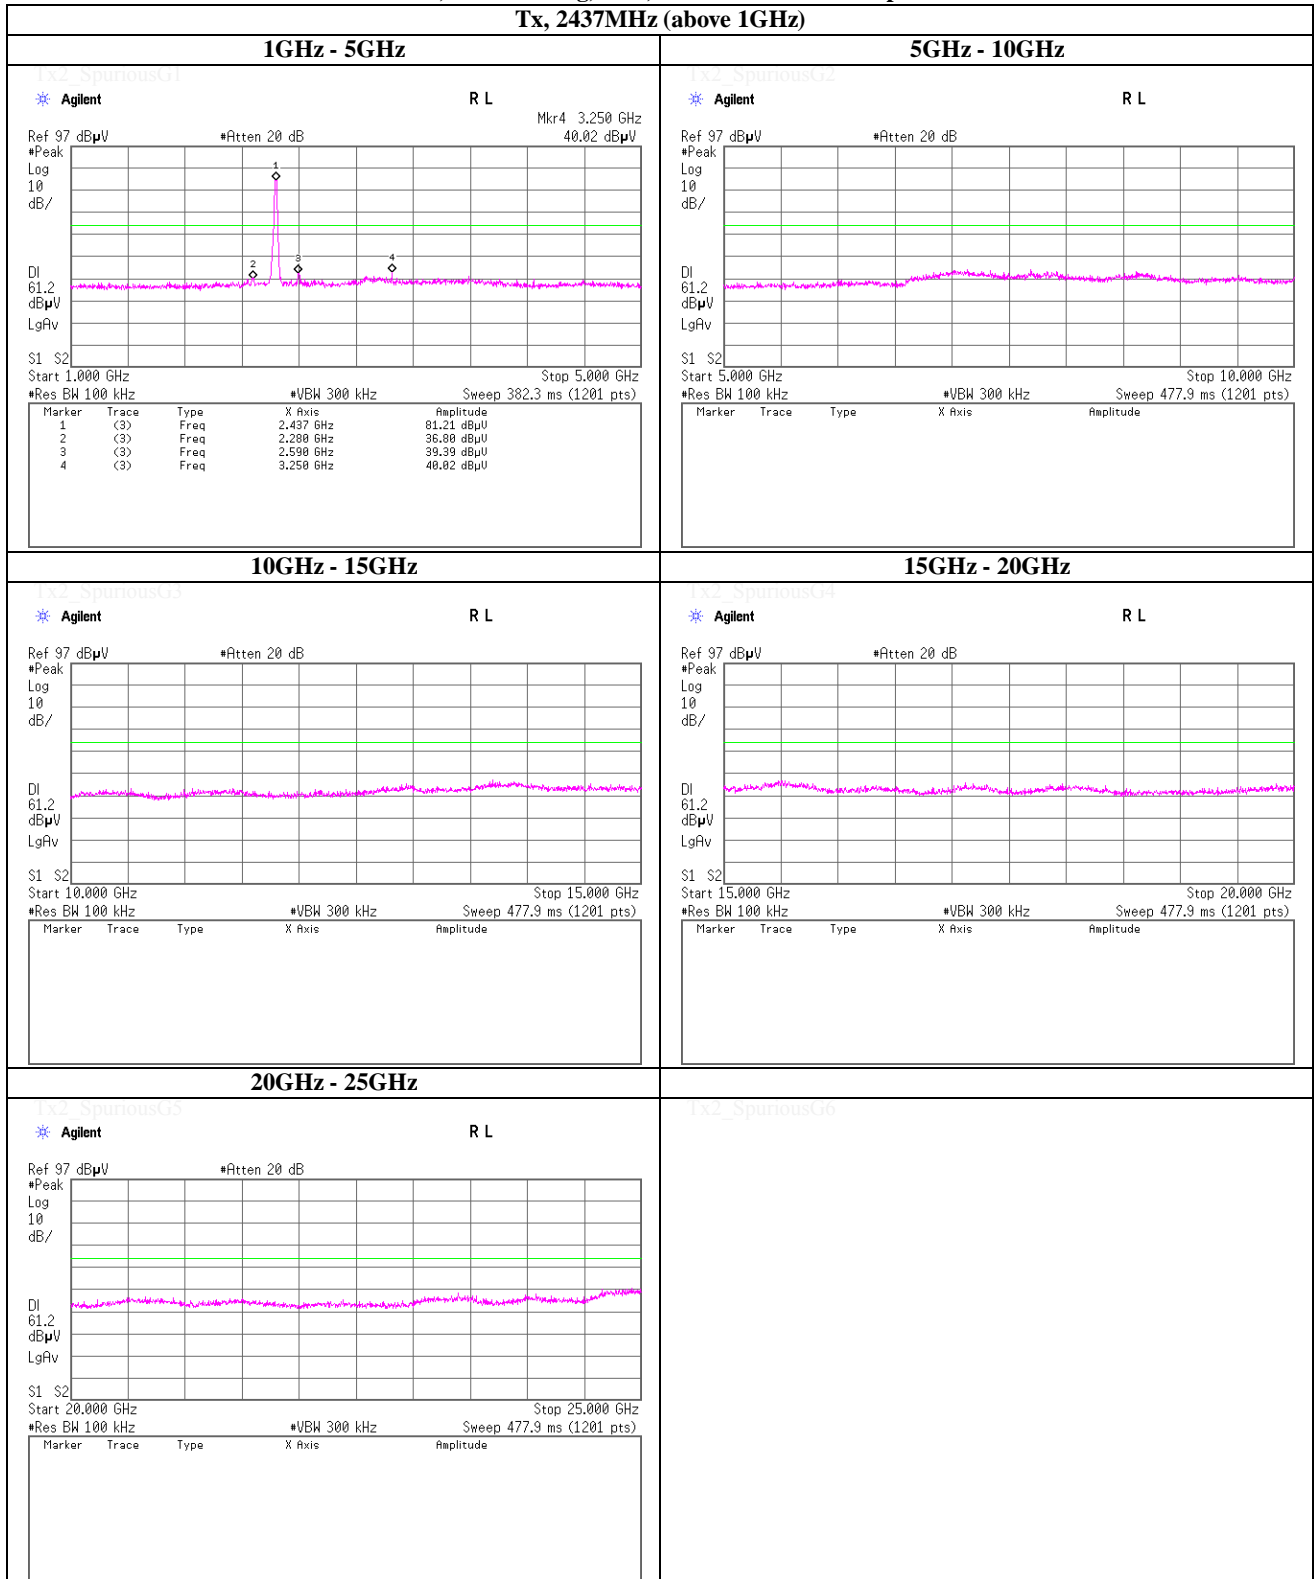 Tx, 2437MHz (above 1GHz)
1GHz - 5GHz
5GHz - 10GHz
Tx2_SpuriousG1
Agilent
R L
Mkr4 3.250 GHz
Ref 97 dBµV #Atten 20 dB 40.02 dBµV
#Peak
Log
10
dB/
1
2
3
4
DI
61.2
dBµV
LgAv
S1 S2
Start 1.000 GHz Stop 5.000 GHz
#Res BW 100 kHz #VBW 300 kHz Sweep 382.3 ms (1201 pts)
Marker Trace Type X Axis Amplitude
1 (3) Freq 2.437 GHz 81.21 dBµV
2 (3) Freq 2.280 GHz 36.80 dBµV
3 (3) Freq 2.590 GHz 39.39 dBµV
4 (3) Freq 3.250 GHz 40.02 dBµV
Tx2_SpuriousG2
Agilent
R L
Ref 97 dBµV #Atten 20 dB
#Peak
Log
10
dB/
DI
61.2
dBµV
LgAv
S1 S2
Start 5.000 GHz Stop 10.000 GHz
#Res BW 100 kHz #VBW 300 kHz Sweep 477.9 ms (1201 pts)
Marker Trace Type X Axis Amplitude
10GHz - 15GHz
15GHz - 20GHz
Tx2_SpuriousG3
Agilent
R L
Ref 97 dBµV #Atten 20 dB
#Peak
Log
10
dB/
DI
61.2
dBµV
LgAv
S1 S2
Start 10.000 GHz Stop 15.000 GHz
#Res BW 100 kHz #VBW 300 kHz Sweep 477.9 ms (1201 pts)
Marker Trace Type X Axis Amplitude
Tx2_SpuriousG4
Agilent
R L
Ref 97 dBµV #Atten 20 dB
#Peak
Log
10
dB/
DI
61.2
dBµV
LgAv
S1 S2
Start 15.000 GHz Stop 20.000 GHz
#Res BW 100 kHz #VBW 300 kHz Sweep 477.9 ms (1201 pts)
Marker Trace Type X Axis Amplitude
20GHz - 25GHz
Tx2_SpuriousG5
Agilent
R L
Ref 97 dBµV #Atten 20 dB
#Peak
Log
10
dB/
DI
61.2
dBµV
LgAv
S1 S2
Start 20.000 GHz Stop 25.000 GHz
#Res BW 100 kHz #VBW 300 kHz Sweep 477.9 ms (1201 pts)
Marker Trace Type X Axis Amplitude
Tx2_SpuriousG6